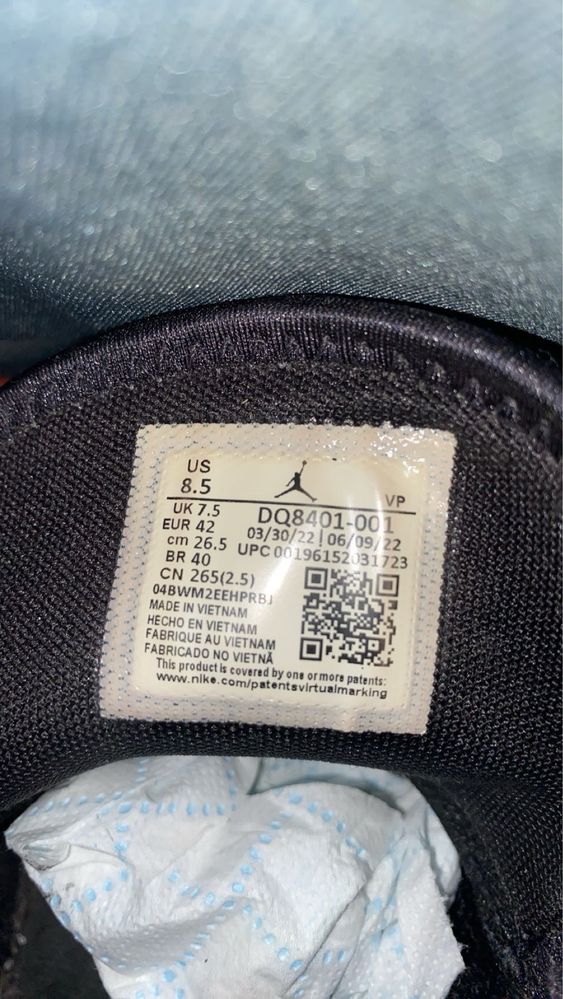 US
8.5
VP
UK 7.5
DQ8401-001
EUR 42
03/30/22 | 06/09/22
cm 26.5
UPC 00196152031723
BR 40
CN 265(2.5)
04BWM2EEHPRBJ
MADE IN VIETNAM
HECHO EN VIETNAM
FABRIQUE AU VIETNAM
FABRICADO NO VIETNÃ
This product is covered by one or more patents:
www.nike.com/patentsvirtualmarking